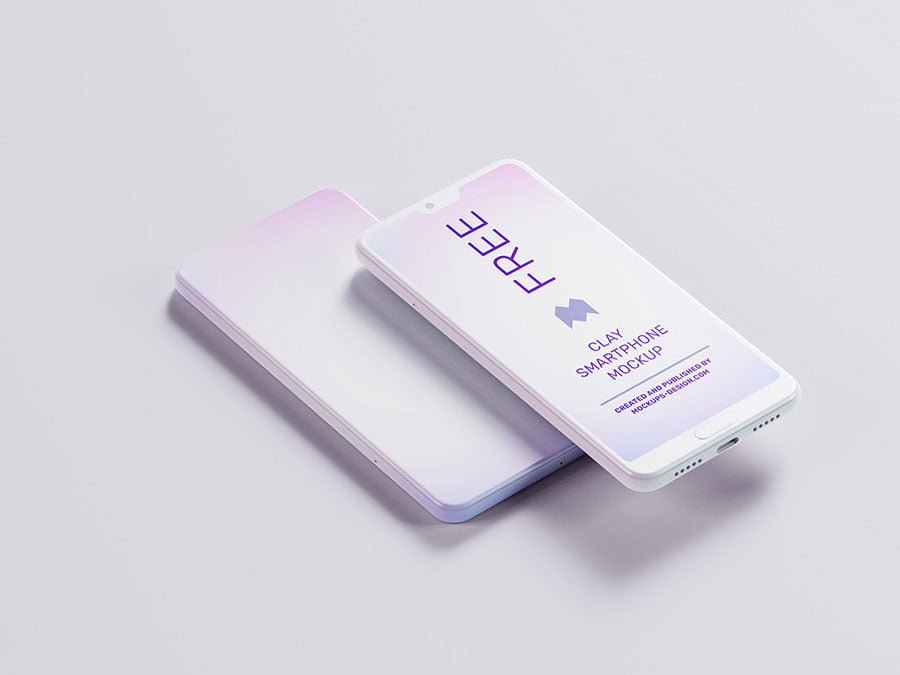 FREE
CLAY
SMARTPHONE
MOCKUP
CREATED AND PUBLISHED BY
MOCKUPS-DESIGN.COM